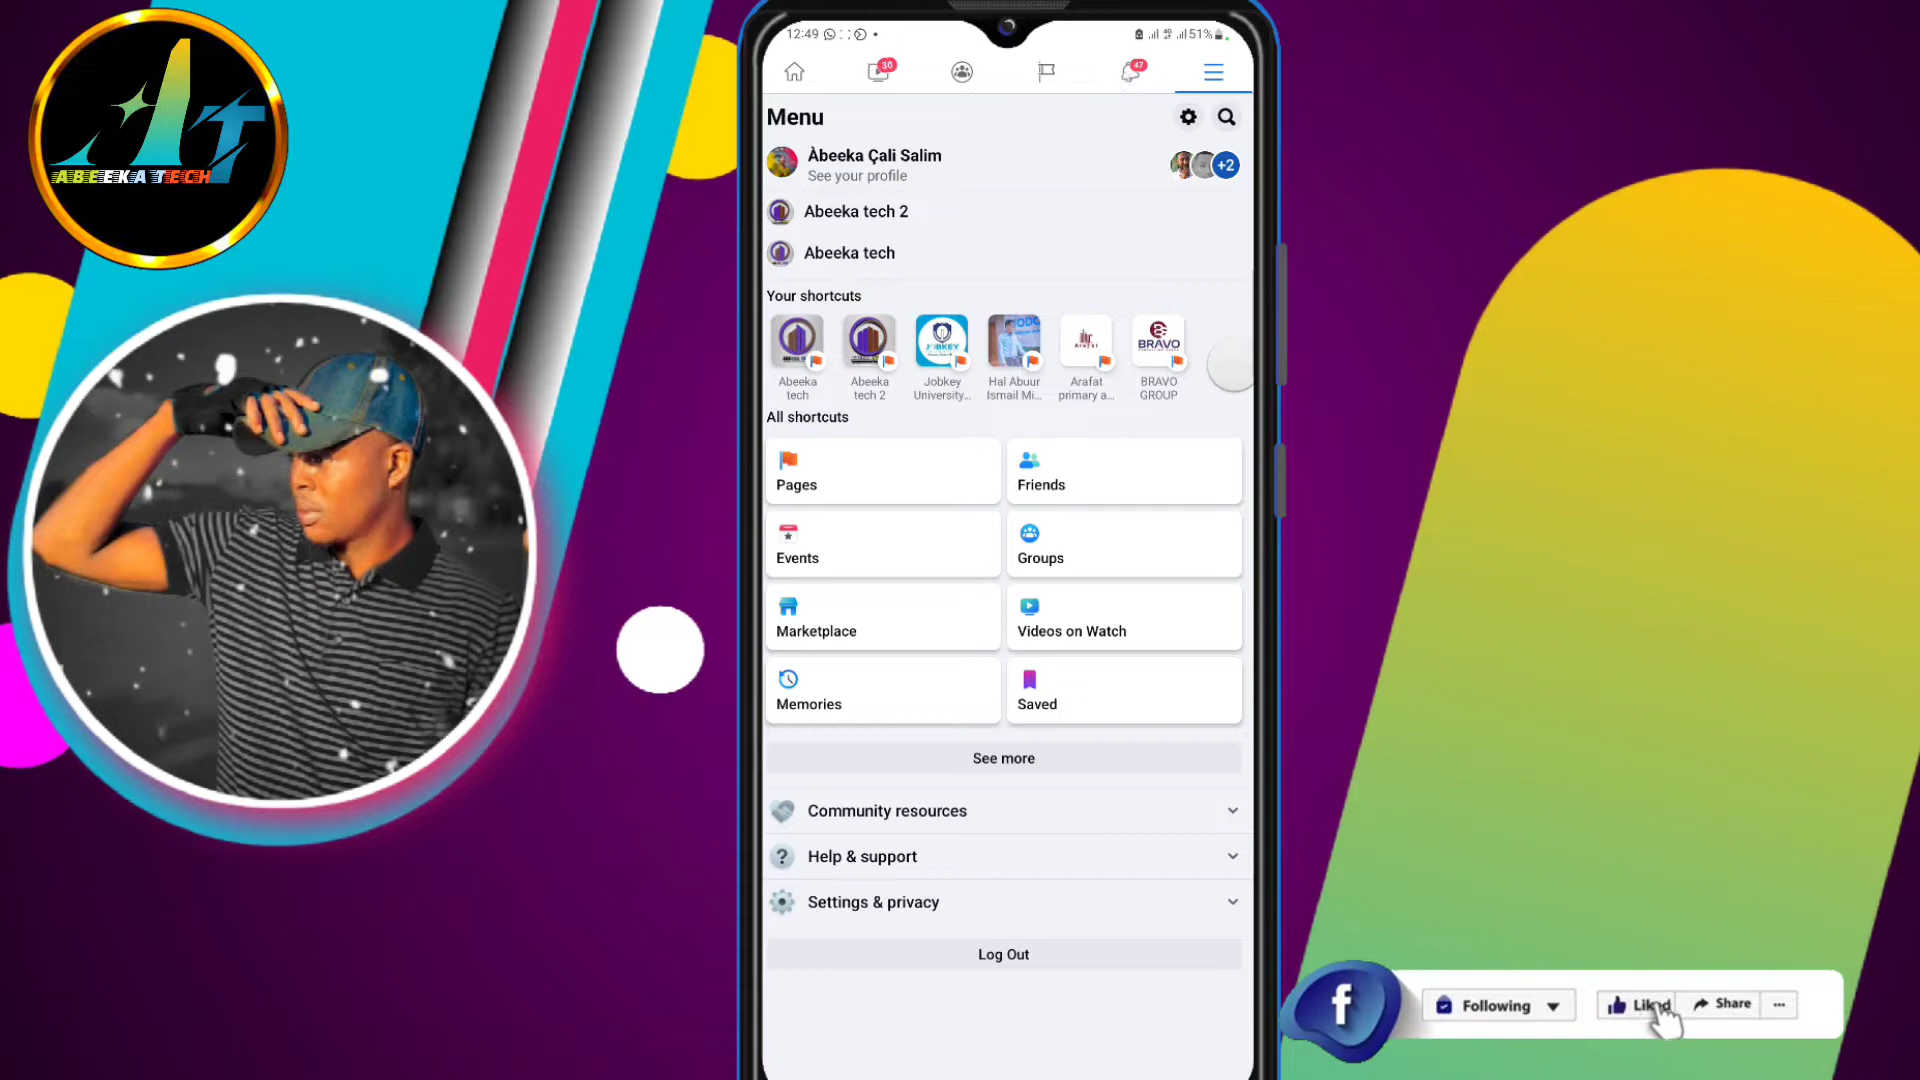 ABEEKA TECH
12:49
51%
30
47
Menu
Àbeeka Çali Salim
See your profile
+2
Abeeka tech 2
Abeeka tech
Your shortcuts
JOBKEY
Arafat
BRAVO
Abeeka tech
Abeeka tech 2
Jobkey University...
Hal Abuur Ismail Mi...
Arafat primary a...
BRAVO GROUP
All shortcuts
Pages
Friends
Events
Groups
Marketplace
Videos on Watch
Memories
Saved
See more
Community resources
Help & support
Settings & privacy
Log Out
f
Following
Liked
Share